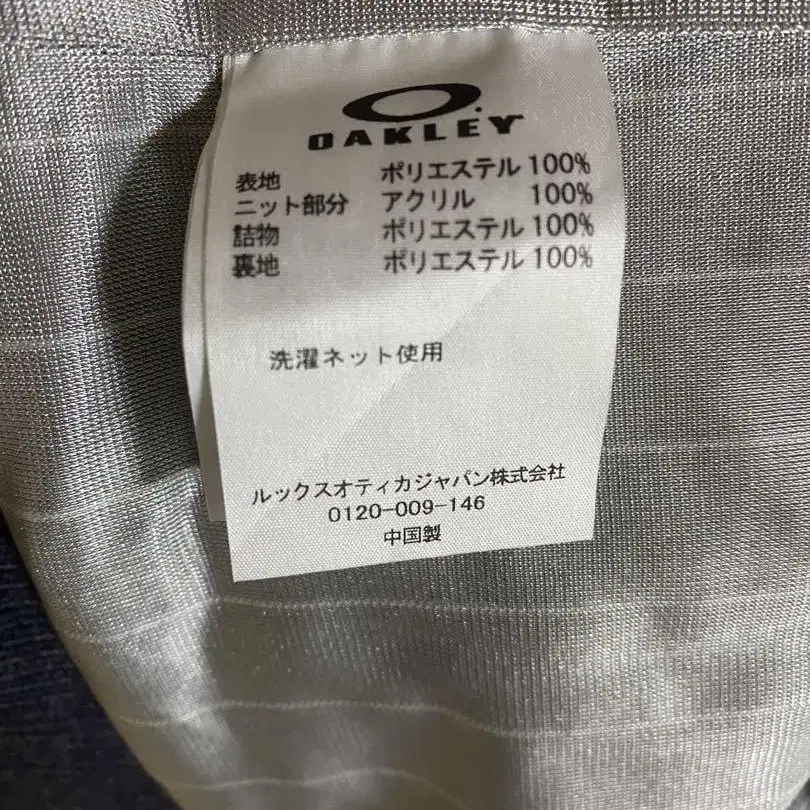 OAKLEY
表地 ポリエステル 100%
ニット部分 アクリル 100%
詰物 ポリエステル 100%
裏地 ポリエステル 100%
洗濯ネット使用
ルックスオティカジャパン株式会社
0120-009-146
中国製